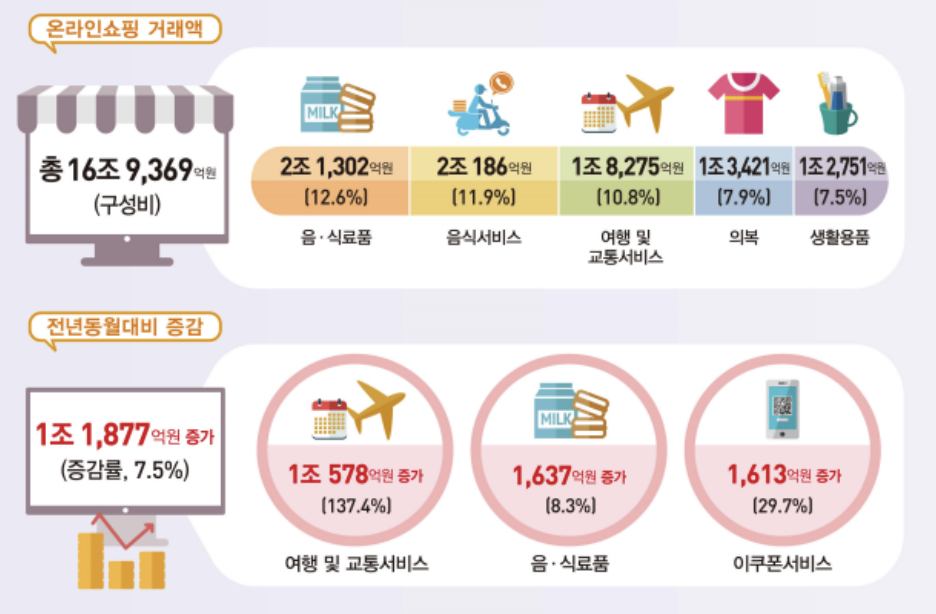 온라인쇼핑 거래액
총 16조 9,369억원
(구성비)
MILK
2조 1,302억원
(12.6%)
음·식료품
2조 186억원
(11.9%)
음식서비스
1조 8,275억원
(10.8%)
여행 및
교통서비스
1조 3,421억원
(7.9%)
의복
1조 2,751억원
(7.5%)
생활용품
전년동월대비 증감
1조 1,877억원 증가
(증감률, 7.5%)
1조 578억원 증가
(137.4%)
여행 및 교통서비스
MILK
1,637억원 증가
(8.3%)
음·식료품
1,613억원 증가
(29.7%)
이쿠폰서비스